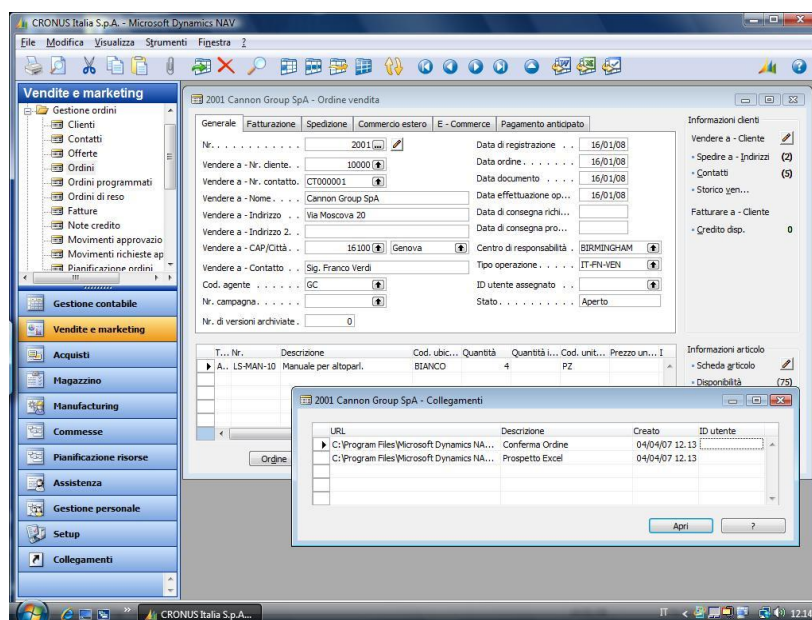 CRONUS Italia S.p.A. - Microsoft Dynamics NAV
File Modifica Visualizza Strumenti Finestra ?
Vendite e marketing
Gestione ordini
Clienti
Contatti
Offerte
Ordini
Ordini programmati
Ordini di reso
Fatture
Note credito
Movimenti approvazio
Movimenti richieste ap
Pianificazione ordini
Gestione contabile
Vendite e marketing
Acquisti
Magazzino
Manufacturing
Commesse
Pianificazione risorse
Assistenza
Gestione personale
Setup
Collegamenti
2001 Cannon Group SpA - Ordine vendita
Generale Fatturazione Spedizione Commercio estero E - Commerce Pagamento anticipato
Nr. . . . . . . . . . . . . 2001 ... Data di registrazione . . 16/01/08
Vendere a - Nr. cliente. . 10000 Data ordine . . . . . . . 16/01/08
Vendere a - Nr. contatto. CT000001 Data documento . . . . 16/01/08
Vendere a - Nome . . . . Cannon Group SpA Data effettuazione op... 16/01/08
Vendere a - Indirizzo . . Via Moscova 20 Data di consegna richi...
Vendere a - Indirizzo 2. . Data di consegna pro...
Vendere a - CAP/Città . . 16100 Genova Centro di responsabilità . BIRMINGHAM
Vendere a - Contatto . . Sig. Franco Verdi Tipo operazione . . . . . IT-FN-VEN
Cod. agente . . . . . . GC ID utente assegnato . .
Nr. campagna . . . . . . Stato . . . . . . . . . . Aperto
Nr. di versioni archiviate . 0
Informazioni clienti
Vendere a - Cliente
Spedire a - Indirizzi (2)
Contatti (5)
Storico ven...
Fatturare a - Cliente
Credito disp. 0
T... Nr. Descrizione Cod. ubic... Quantità Quantità i... Cod. unit... Prezzo un... I
A.. LS-MAN-10 Manuale per altoparl. BIANCO 4 PZ
Informazioni articolo
Scheda articolo
Disponibilità (75)
Ordine
2001 Cannon Group SpA - Collegamenti
URL Descrizione Creato ID utente
C:\Program Files\Microsoft Dynamics NA... Conferma Ordine 04/04/07 12.13
C:\Program Files\Microsoft Dynamics NA... Prospetto Excel 04/04/07 12.13
Apri ?
CRONUS Italia S.p.A... IT 12.14